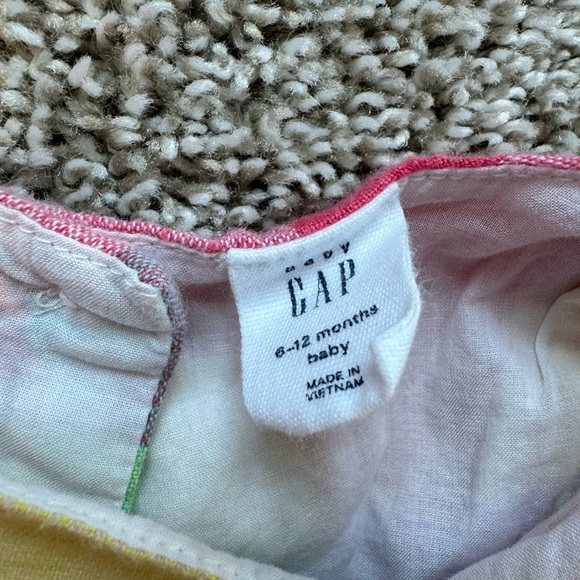 baby
GAP
6-12 months
baby
MADE IN
VIETNAM